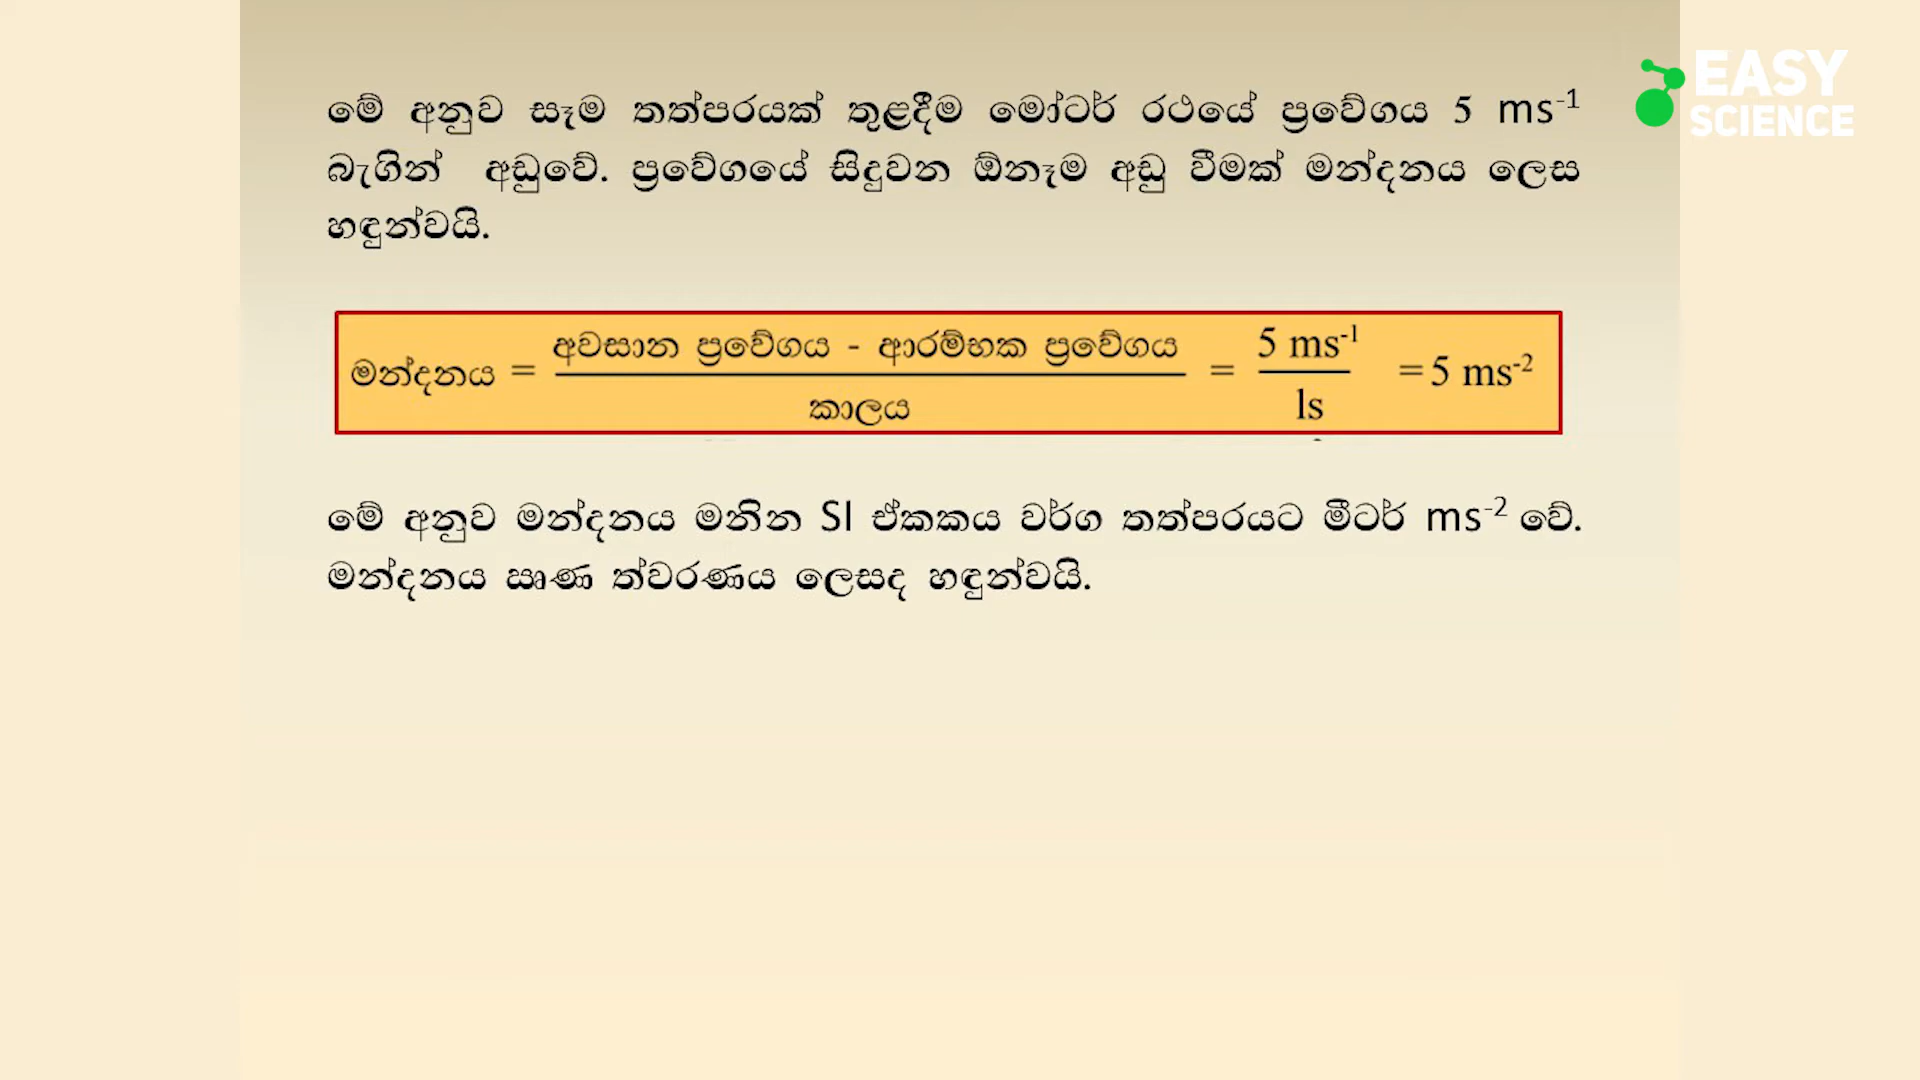 EASY
SCIENCE
මේ අනුව සෑම තත්පරයක් තුළදීම මෝටර් රථයේ ප්‍රවේගය 5 ms⁻¹
බැගින් අඩුවේ. ප්‍රවේගයේ සිදුවන ඕනෑම අඩු වීමක් මන්දනය ලෙස
හඳුන්වයි.
මන්දනය = අවසාන ප්‍රවේගය - ආරම්භක ප්‍රවේගය / කාලය = 5 ms⁻¹ / ls = 5 ms⁻²
මේ අනුව මන්දනය මනින SI ඒකකය වර්ග තත්පරයට මීටර් ms⁻² වේ.
මන්දනය ඍණ ත්වරණය ලෙසද හඳුන්වයි.